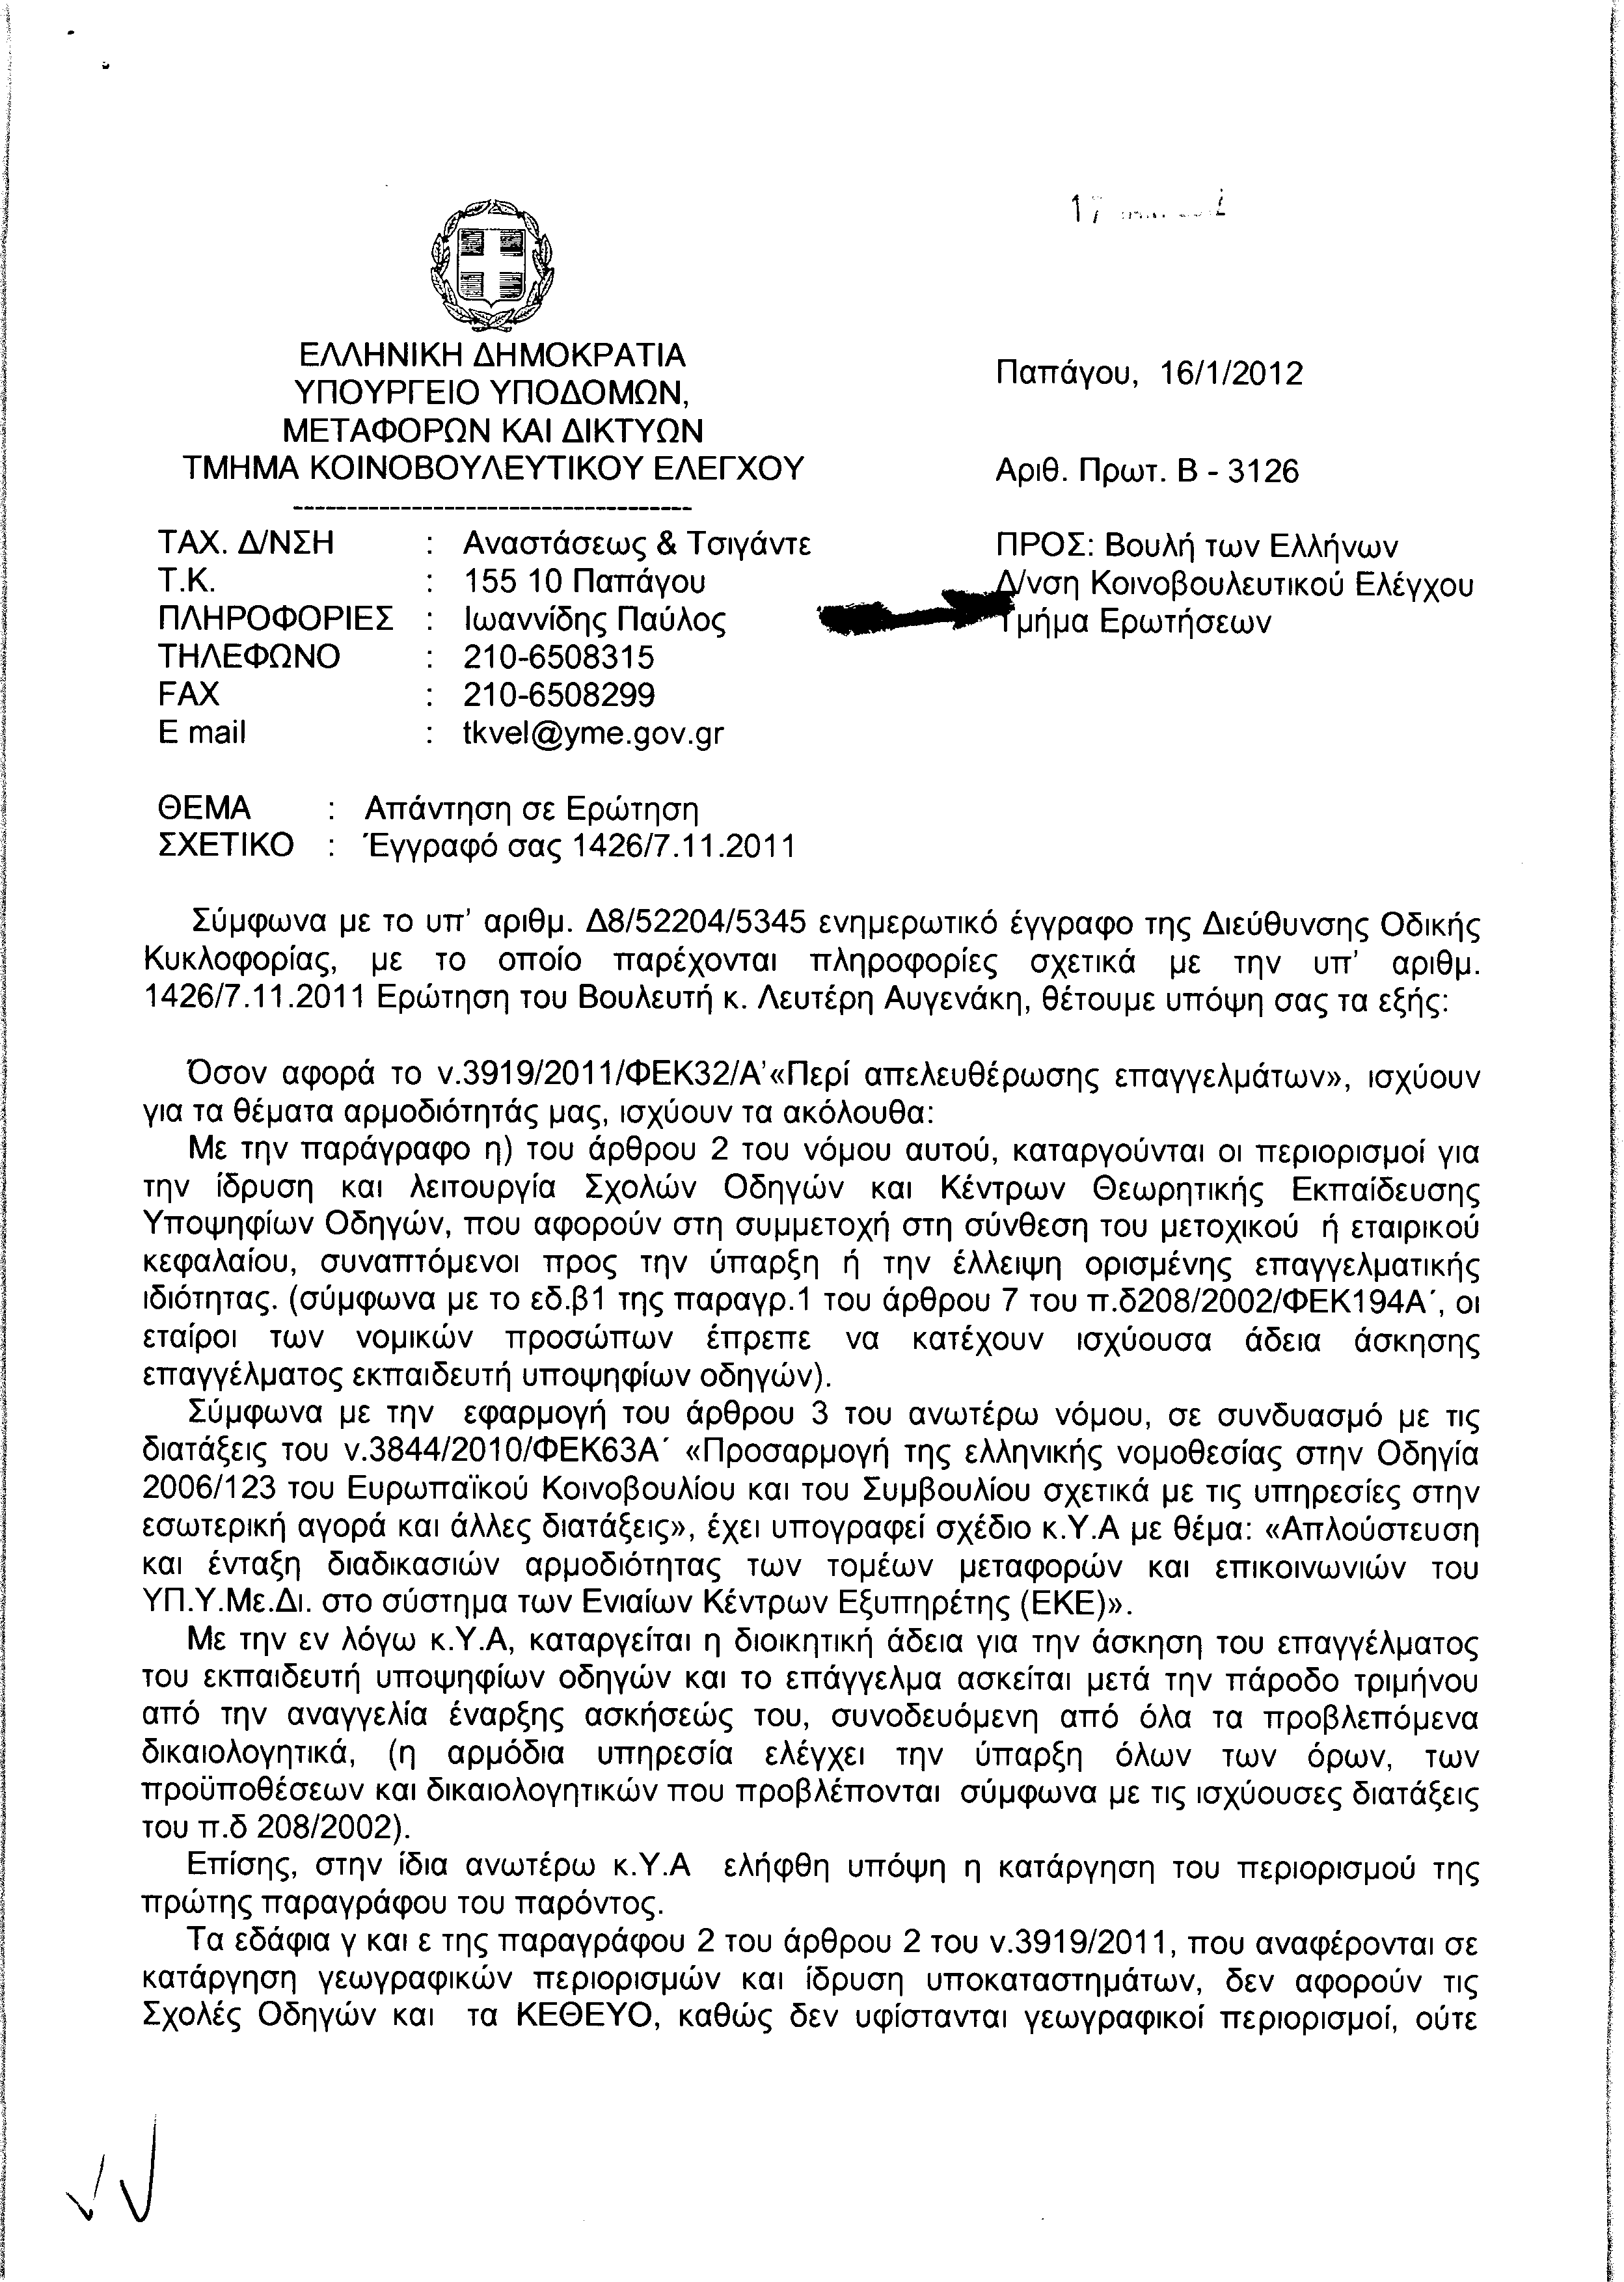 ΕΛΛΗΝΙΚΗ ΔΗΜΟΚΡΑΤΙΑ
ΥΠΟΥΡΓΕΙΟ ΥΠΟΔΟΜΩΝ,
ΜΕΤΑΦΟΡΩΝ ΚΑΙ ΔΙΚΤΥΩΝ
ΤΜΗΜΑ ΚΟΙΝΟΒΟΥΛΕΥΤΙΚΟΥ ΕΛΕΓΧΟΥ
------------------------------------
Παπάγου, 16/1/2012
Αριθ. Πρωτ. Β - 3126
ΤΑΧ. Δ/ΝΣΗ : Αναστάσεως & Τσιγάντε
Τ.Κ. : 155 10 Παπάγου
ΠΛΗΡΟΦΟΡΙΕΣ : Ιωαννίδης Παύλος
ΤΗΛΕΦΩΝΟ : 210-6508315
FAX : 210-6508299
E mail : tkvel@yme.gov.gr
ΠΡΟΣ: Βουλή των Ελλήνων
Δ/νση Κοινοβουλευτικού Ελέγχου
Τμήμα Ερωτήσεων
ΘΕΜΑ : Απάντηση σε Ερώτηση
ΣΧΕΤΙΚΟ : Έγγραφό σας 1426/7.11.2011
Σύμφωνα με το υπ’ αριθμ. Δ8/52204/5345 ενημερωτικό έγγραφο της Διεύθυνσης Οδικής
Κυκλοφορίας, με το οποίο παρέχονται πληροφορίες σχετικά με την υπ’ αριθμ.
1426/7.11.2011 Ερώτηση του Βουλευτή κ. Λευτέρη Αυγενάκη, θέτουμε υπόψη σας τα εξής:
Όσον αφορά το ν.3919/2011/ΦΕΚ32/Α’«Περί απελευθέρωσης επαγγελμάτων», ισχύουν
για τα θέματα αρμοδιότητάς μας, ισχύουν τα ακόλουθα:
Με την παράγραφο η) του άρθρου 2 του νόμου αυτού, καταργούνται οι περιορισμοί για
την ίδρυση και λειτουργία Σχολών Οδηγών και Κέντρων Θεωρητικής Εκπαίδευσης
Υποψηφίων Οδηγών, που αφορούν στη συμμετοχή στη σύνθεση του μετοχικού ή εταιρικού
κεφαλαίου, συναπτόμενοι προς την ύπαρξη ή την έλλειψη ορισμένης επαγγελματικής
ιδιότητας. (σύμφωνα με το εδ.β1 της παραγρ.1 του άρθρου 7 του π.δ208/2002/ΦΕΚ194Α΄, οι
εταίροι των νομικών προσώπων έπρεπε να κατέχουν ισχύουσα άδεια άσκησης
επαγγέλματος εκπαιδευτή υποψηφίων οδηγών).
Σύμφωνα με την εφαρμογή του άρθρου 3 του ανωτέρω νόμου, σε συνδυασμό με τις
διατάξεις του ν.3844/2010/ΦΕΚ63Α΄ «Προσαρμογή της ελληνικής νομοθεσίας στην Οδηγία
2006/123 του Ευρωπαϊκού Κοινοβουλίου και του Συμβουλίου σχετικά με τις υπηρεσίες στην
εσωτερική αγορά και άλλες διατάξεις», έχει υπογραφεί σχέδιο κ.Υ.Α με θέμα: «Απλούστευση
και ένταξη διαδικασιών αρμοδιότητας των τομέων μεταφορών και επικοινωνιών του
ΥΠ.Υ.Με.Δι. στο σύστημα των Ενιαίων Κέντρων Εξυπηρέτης (ΕΚΕ)».
Με την εν λόγω κ.Υ.Α, καταργείται η διοικητική άδεια για την άσκηση του επαγγέλματος
του εκπαιδευτή υποψηφίων οδηγών και το επάγγελμα ασκείται μετά την πάροδο τριμήνου
από την αναγγελία έναρξης ασκήσεώς του, συνοδευόμενη από όλα τα προβλεπόμενα
δικαιολογητικά, (η αρμόδια υπηρεσία ελέγχει την ύπαρξη όλων των όρων, των
προϋποθέσεων και δικαιολογητικών που προβλέπονται σύμφωνα με τις ισχύουσες διατάξεις
του π.δ 208/2002).
Επίσης, στην ίδια ανωτέρω κ.Υ.Α ελήφθη υπόψη η κατάργηση του περιορισμού της
πρώτης παραγράφου του παρόντος.
Τα εδάφια γ και ε της παραγράφου 2 του άρθρου 2 του ν.3919/2011, που αναφέρονται σε
κατάργηση γεωγραφικών περιορισμών και ίδρυση υποκαταστημάτων, δεν αφορούν τις
Σχολές Οδηγών και τα ΚΕΘΕΥΟ, καθώς δεν υφίστανται γεωγραφικοί περιορισμοί, ούτε